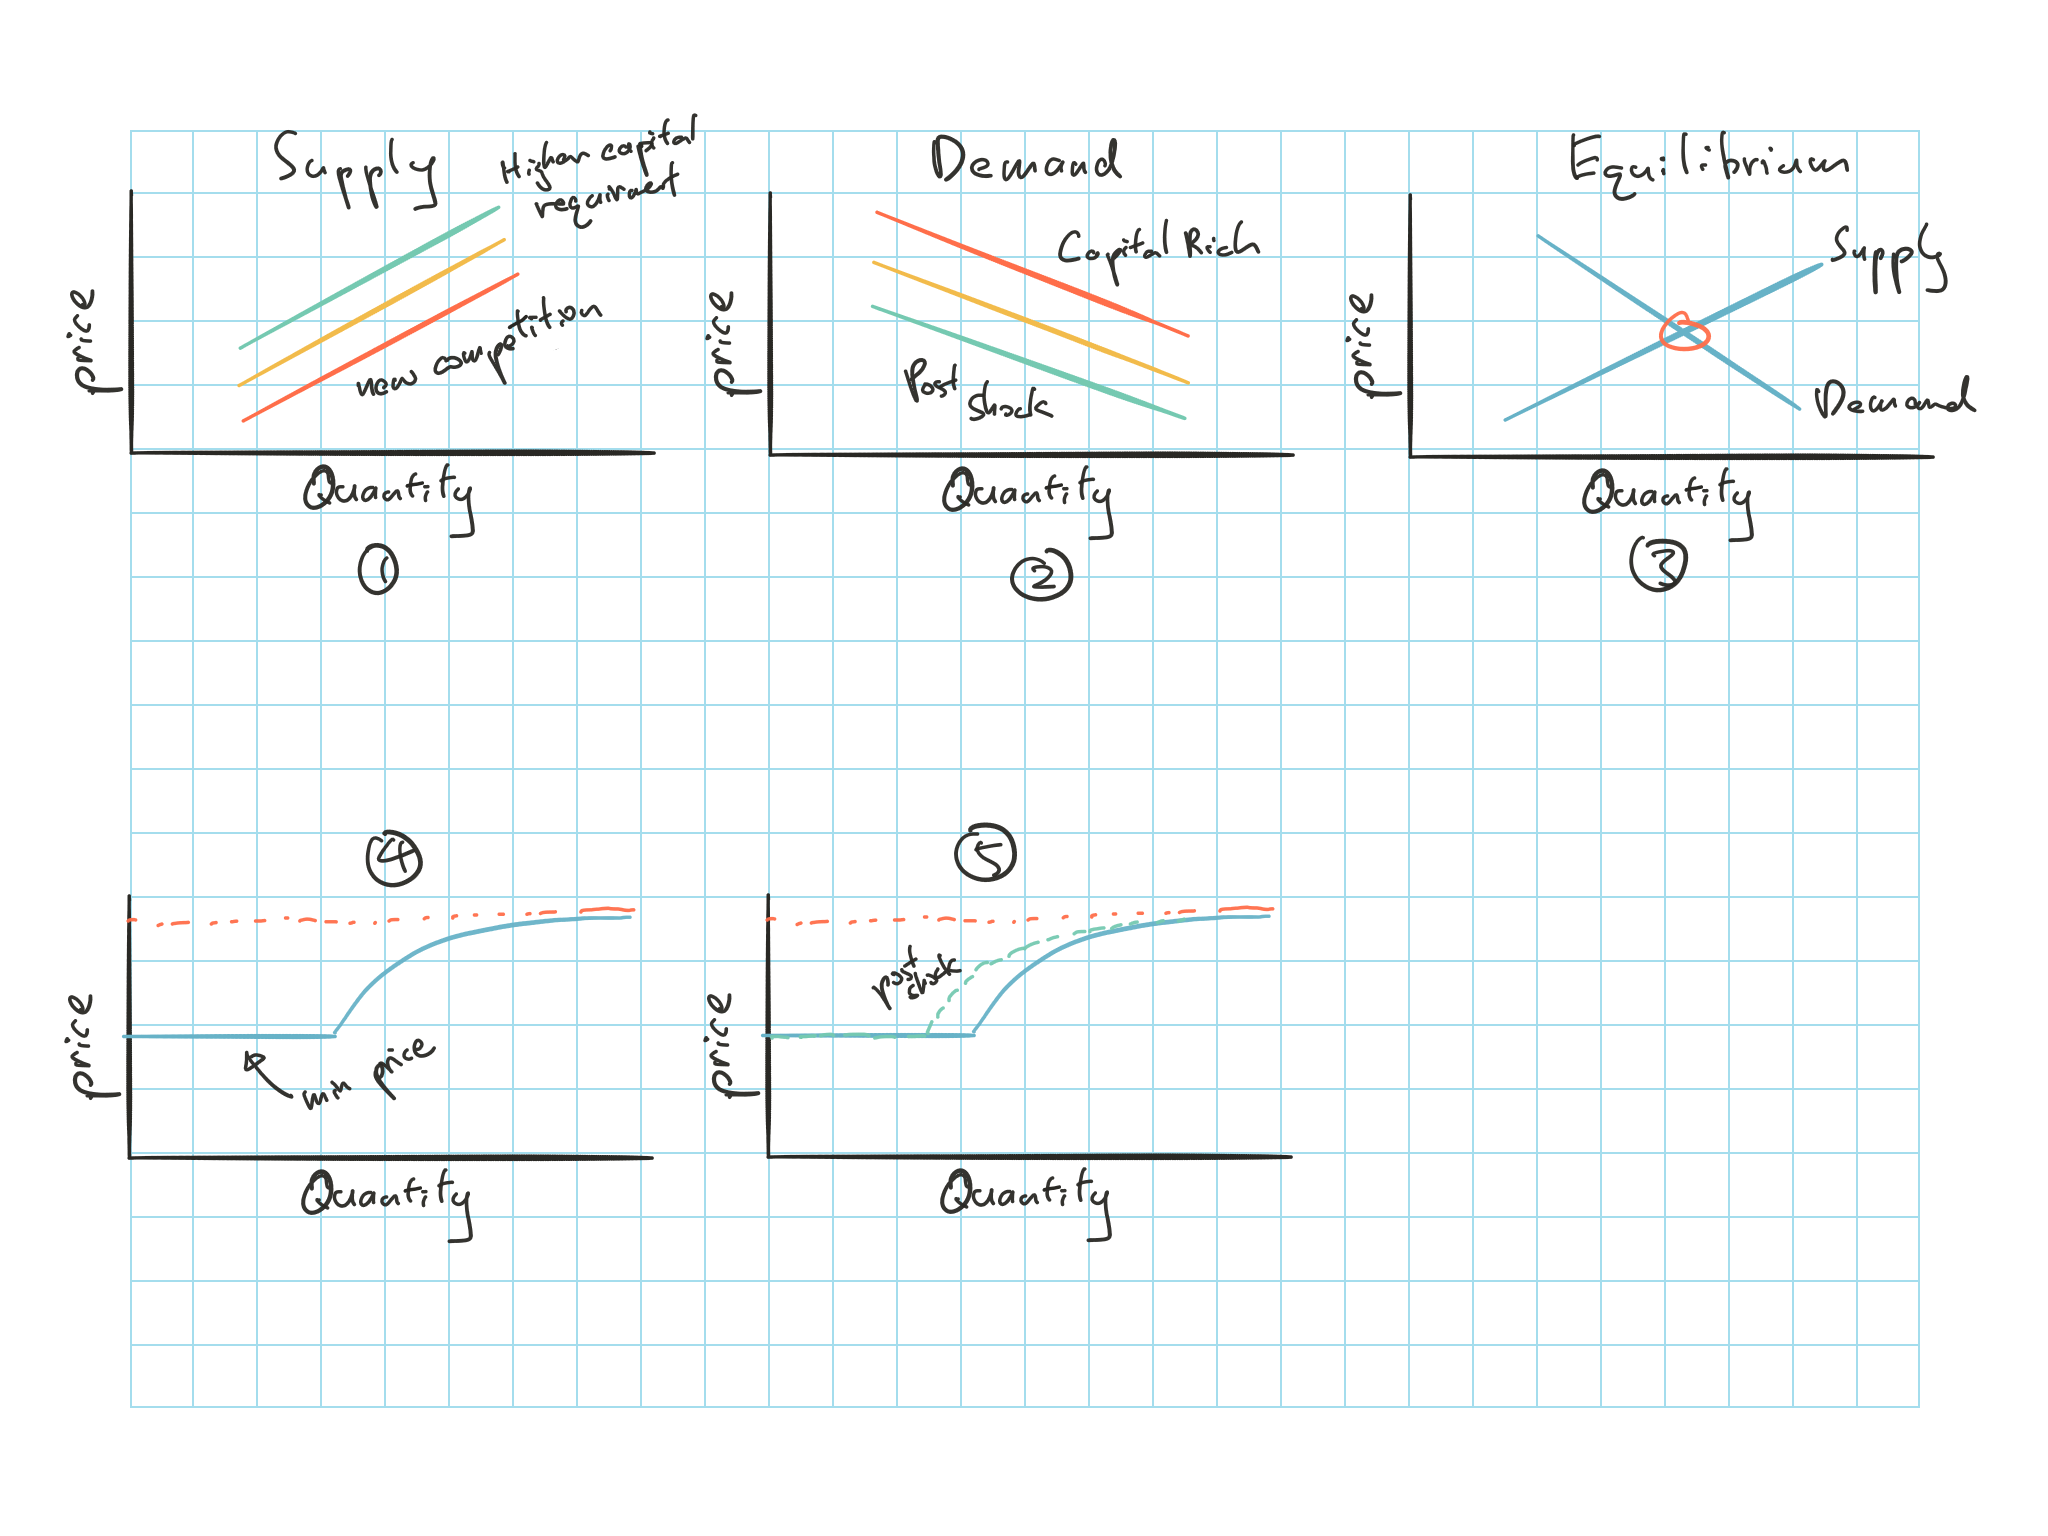 Supply
Higher capital
requirment
new competition
price
Quantity
1
Demand
Capital Rich
Post
Shock
price
Quantity
2
Equilibrium
Supply
Demand
price
Quantity
3
4
min price
price
Quantity
5
post
shock
price
Quantity